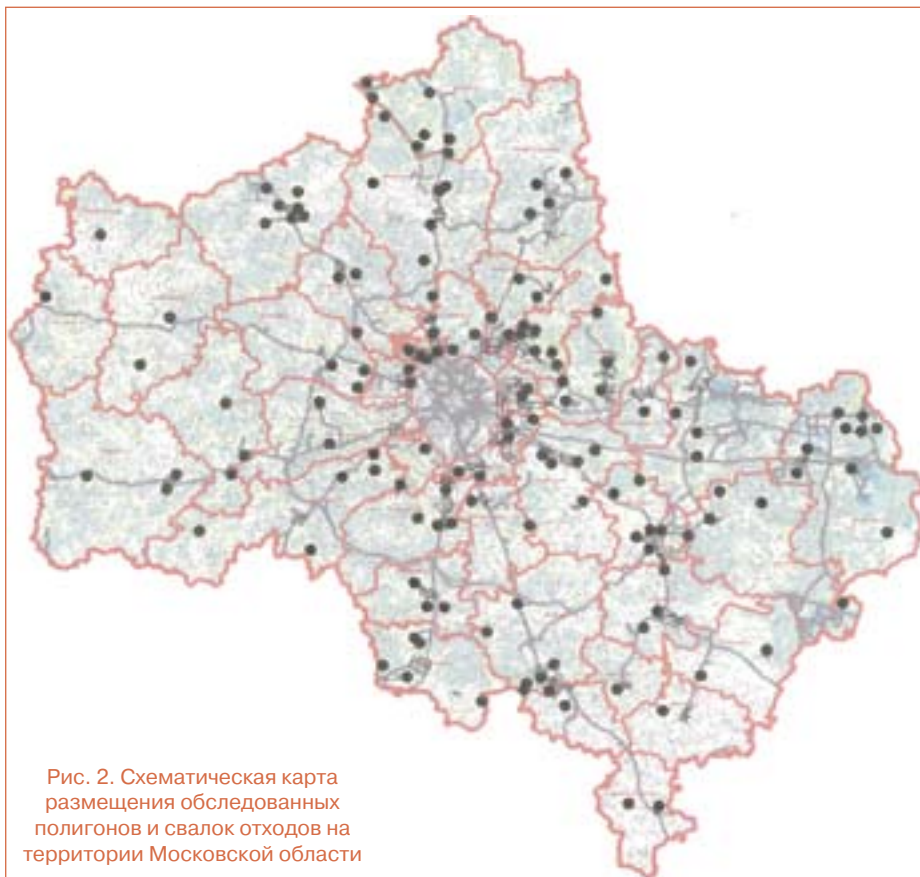 Рис. 2. Схематическая карта
размещения обследованных
полигонов и свалок отходов на
территории Московской области